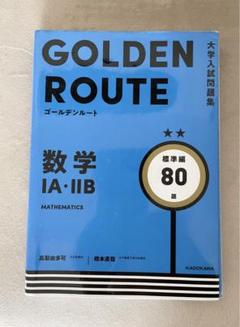 大学入試問題集
GOLDEN
ROUTE
ゴールデンルート
数学
IA・IIB
MATHEMATICS
★★
標準編
80
題
KADOKAWA